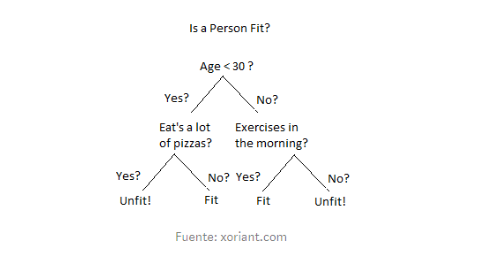 Is a Person Fit?
Age < 30 ?
Yes?
No?
Eat's a lot
of pizzas?
Exercises in
the morning?
Yes?
No?
Yes?
No?
Unfit!
Fit
Fit
Unfit!
Fuente: xoriant.com